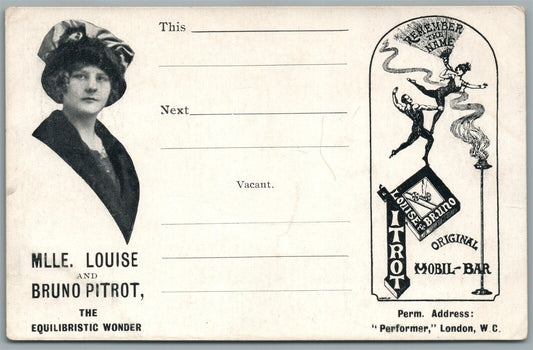 This
Next
Vacant.
MLLE. LOUISE
AND
BRUNO PITROT,
THE
EQUILIBRISTIC WONDER
REMEMBER
THE
NAME
LOUISE & BRUNO
PITROT
ORIGINAL
MOBIL-BAR
Perm. Address:
"Performer," London, W.C.